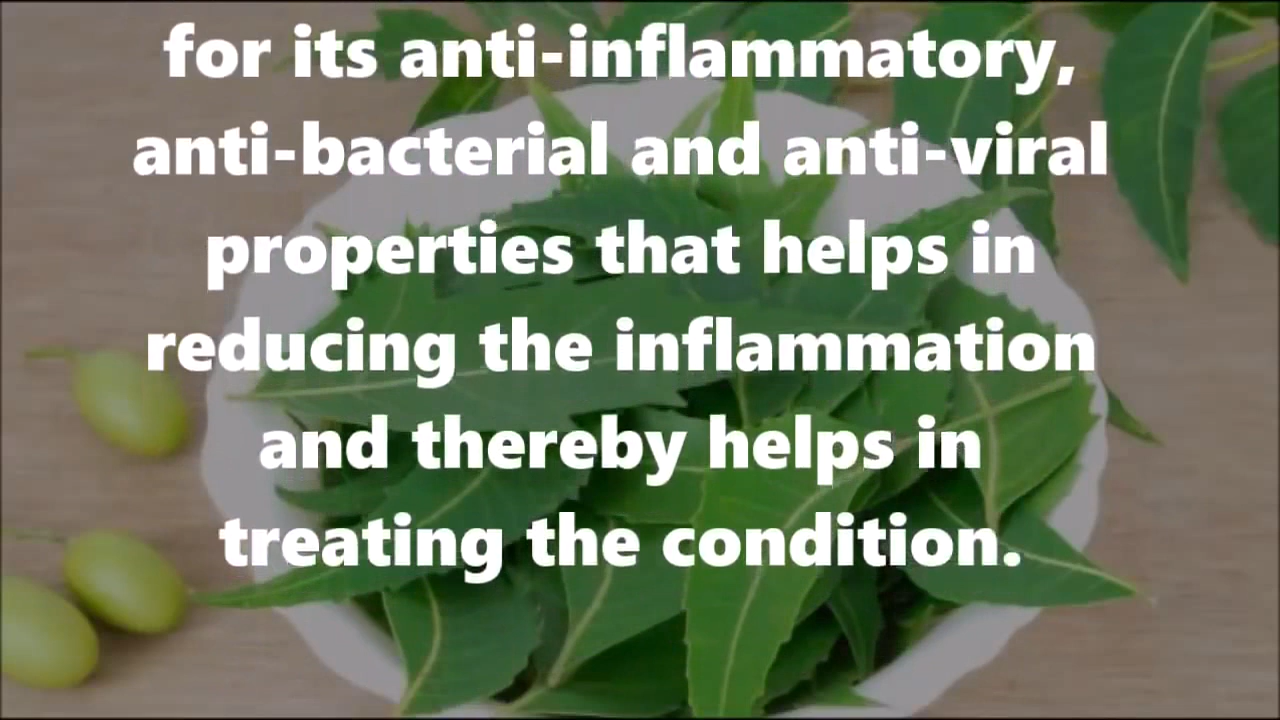 for its anti-inflammatory,
anti-bacterial and anti-viral
properties that helps in
reducing the inflammation
and thereby helps in
treating the condition.